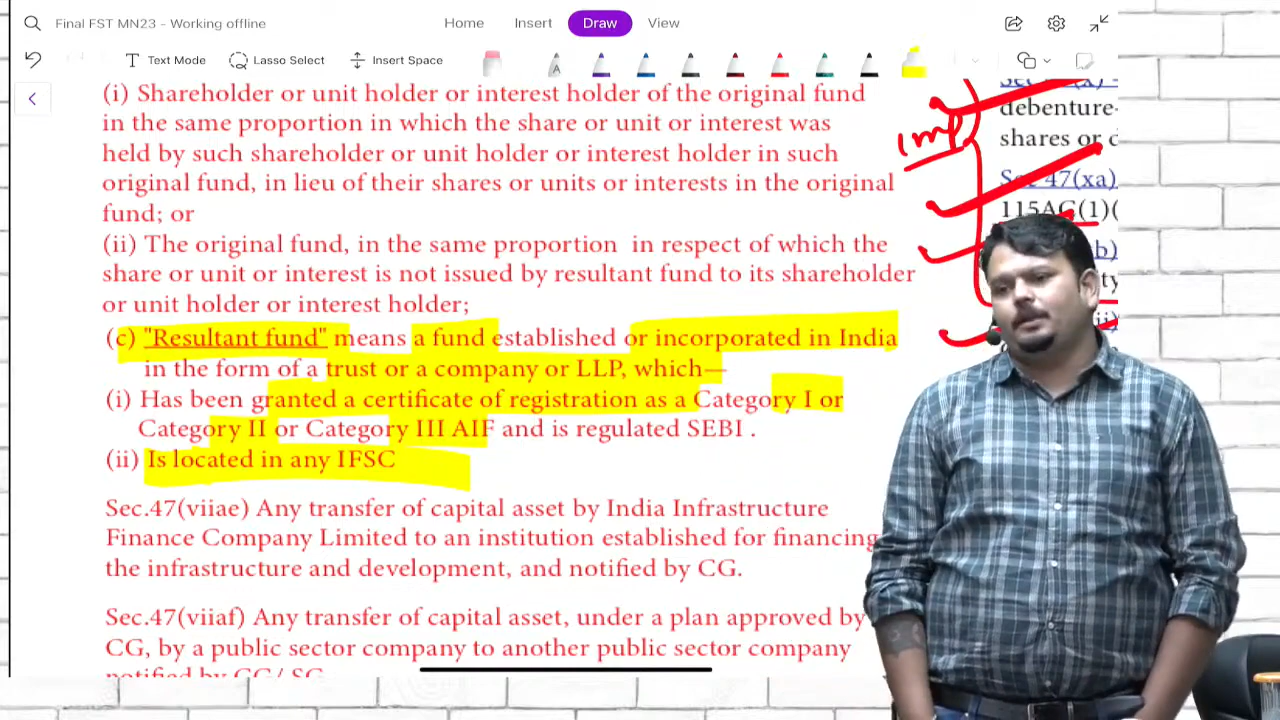 Final FST MN23 - Working offline
Home Insert Draw View
Text Mode Lasso Select Insert Space
(i) Shareholder or unit holder or interest holder of the original fund
in the same proportion in which the share or unit or interest was
held by such shareholder or unit holder or interest holder in such
original fund, in lieu of their shares or units or interests in the original
fund; or
(ii) The original fund, in the same proportion in respect of which the
share or unit or interest is not issued by resultant fund to its shareholder
or unit holder or interest holder;
(c) "Resultant fund" means a fund established or incorporated in India
in the form of a trust or a company or LLP, which—
(i) Has been granted a certificate of registration as a Category I or
Category II or Category III AIF and is regulated SEBI .
(ii) Is located in any IFSC
Sec.47(viiae) Any transfer of capital asset by India Infrastructure
Finance Company Limited to an institution established for financing
the infrastructure and development, and notified by CG.
Sec.47(viiaf) Any transfer of capital asset, under a plan approved by
CG, by a public sector company to another public sector company
notified by CG/ SG
imp
debenture-
shares or
Sec 47(xa)
115AC(1)(